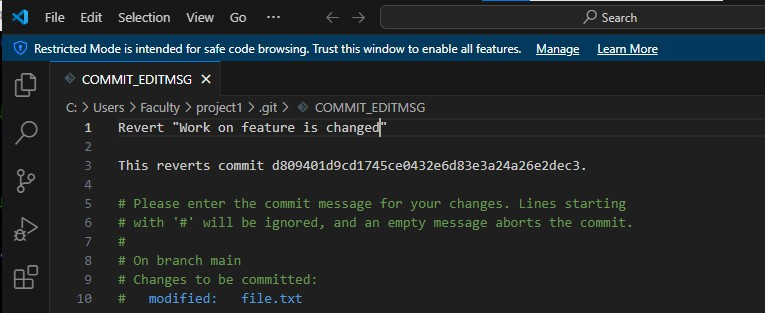 File Edit Selection View Go ··· Search
Restricted Mode is intended for safe code browsing. Trust this window to enable all features. Manage Learn More
COMMIT_EDITMSG
C: > Users > Faculty > project1 > .git > COMMIT_EDITMSG
1 Revert "Work on feature is changed"
2
3 This reverts commit d809401d9cd1745ce0432e6d83e3a24a26e2dec3.
4
5 # Please enter the commit message for your changes. Lines starting
6 # with '#' will be ignored, and an empty message aborts the commit.
7 #
8 # On branch main
9 # Changes to be committed:
10 # modified: file.txt